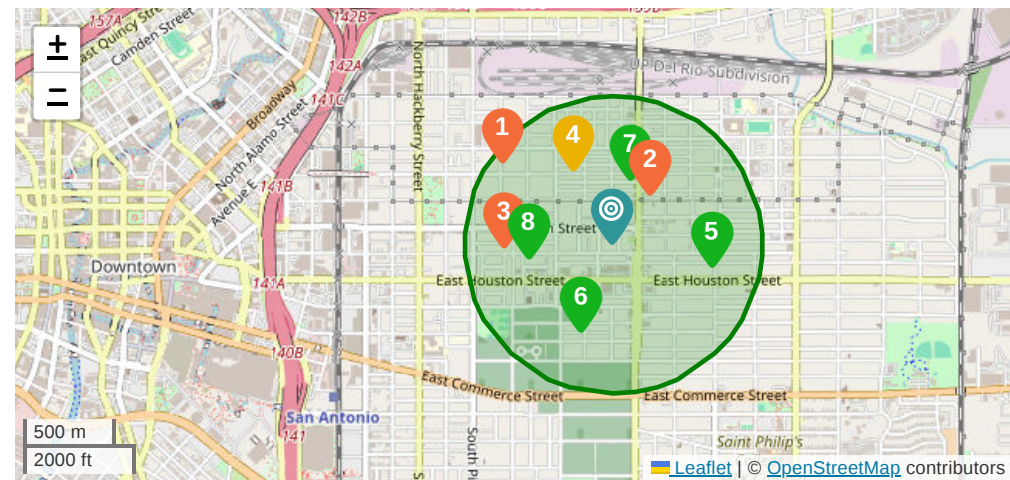 157A
East Quincy Street
Camden Street
142B
142A
UP Del Rio Subdivision
North Hackberry Street
141C
Broadway
North Alamo Street
Avenue E
141B
1
4
7
2
3
8
Street
5
Downtown
141A
East Houston Street
East Houston Street
6
140B
East Commerce Street
East Commerce Street
San Antonio
141
South P
Saint Philip's
+
−
500 m
2000 ft
Leaflet | © OpenStreetMap contributors